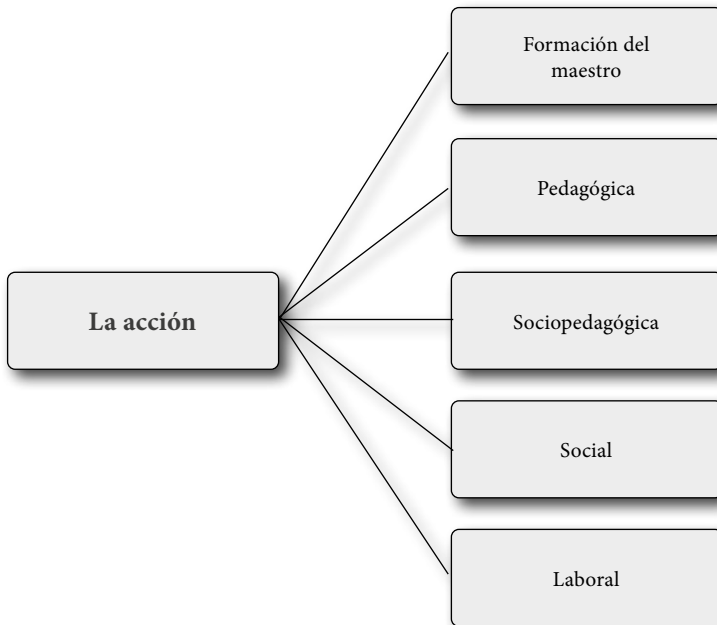 Formación del
maestro
Pedagógica
La acción
Sociopedagógica
Social
Laboral